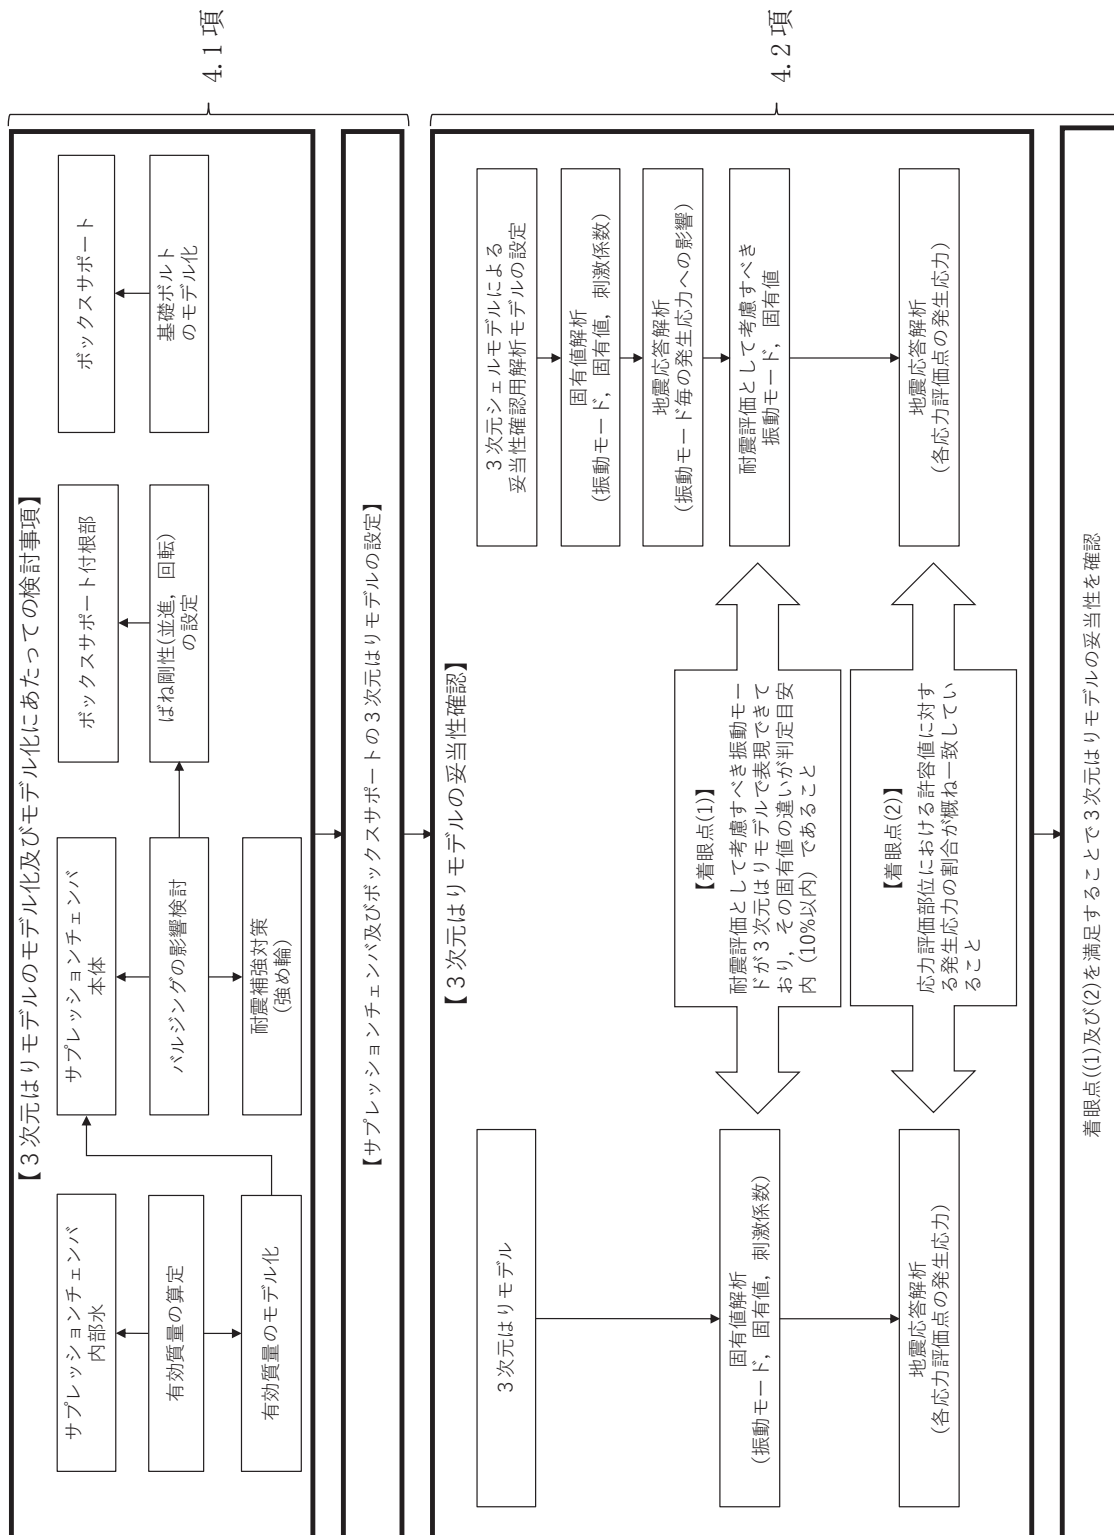 4.1 項
【３次元はりモデルのモデル化及びモデル化にあたっての検討事項】
サプレッションチェンバ
内部水
有効質量の算定
有効質量のモデル化
サプレッションチェンバ
本体
バルジングの影響検討
耐震補強対策
(強め輪)
ボックスサポート付根部
ばね剛性(並進，回転)
の設定
ボックスサポート
基礎ボルト
のモデル化
【サプレッションチェンバ及びボックスサポートの３次元はりモデルの設定】
4.2 項
【３次元はりモデルの妥当性確認】
３次元はりモデル
固有値解析
(振動モード，固有値，刺激係数)
地震応答解析
(各応力評価点の発生応力)
【着眼点(1)】
耐震評価として考慮すべき振動モー
ドが３次元はりモデルで表現できて
おり，その固有値の違いが判定目安
内（10%以内）であること
【着眼点(2)】
応力評価部位における許容値に対す
る発生応力の割合が概ね一致してい
ること
３次元シェルモデルによる
妥当性確認用解析モデルの設定
固有値解析
(振動モード，固有値，刺激係数)
地震応答解析
(振動モード毎の発生応力への影響)
耐震評価として考慮すべき
振動モード，固有値
地震応答解析
(各応力評価点の発生応力)
着眼点((1)及び(2)を満足することで３次元はりモデルの妥当性を確認